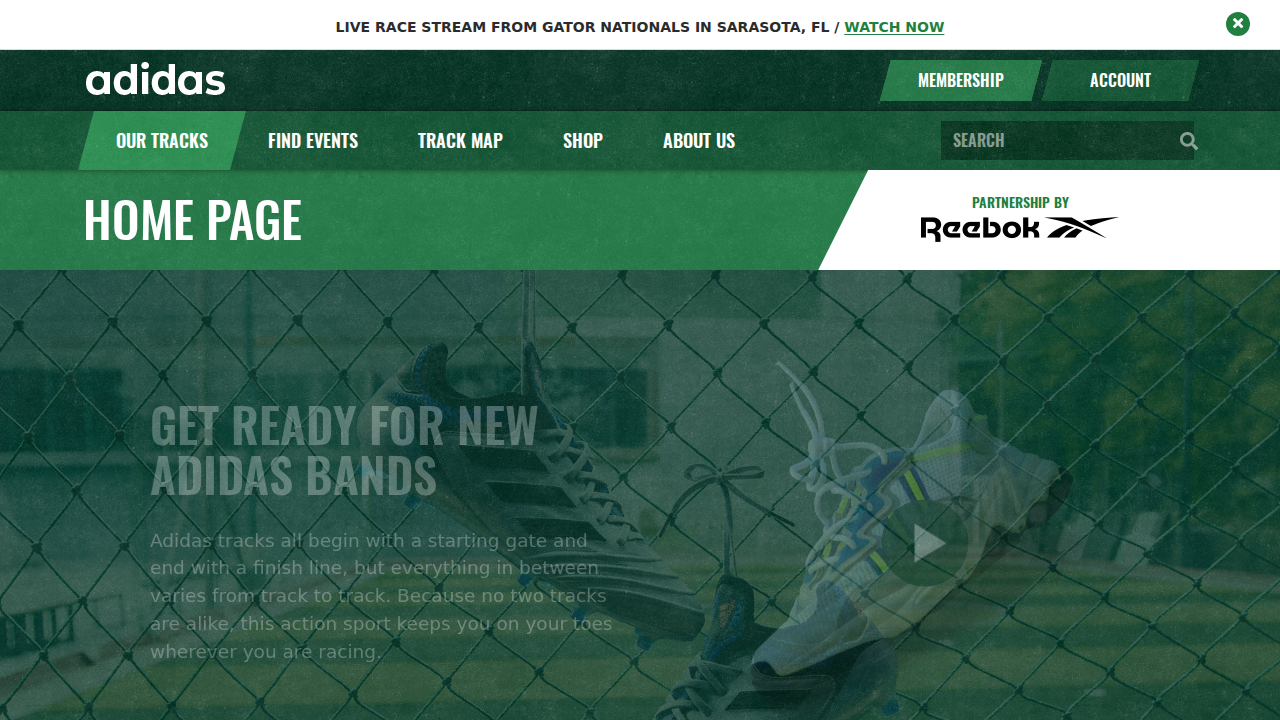 LIVE RACE STREAM FROM GATOR NATIONALS IN SARASOTA, FL / WATCH NOW
adidas
MEMBERSHIP
ACCOUNT
OUR TRACKS
FIND EVENTS
TRACK MAP
SHOP
ABOUT US
SEARCH
HOME PAGE
PARTNERSHIP BY
Reebok
GET READY FOR NEW
ADIDAS BANDS
Adidas tracks all begin with a starting gate and
end with a finish line, but everything in between
varies from track to track. Because no two tracks
are alike, this action sport keeps you on your toes
wherever you are racing.